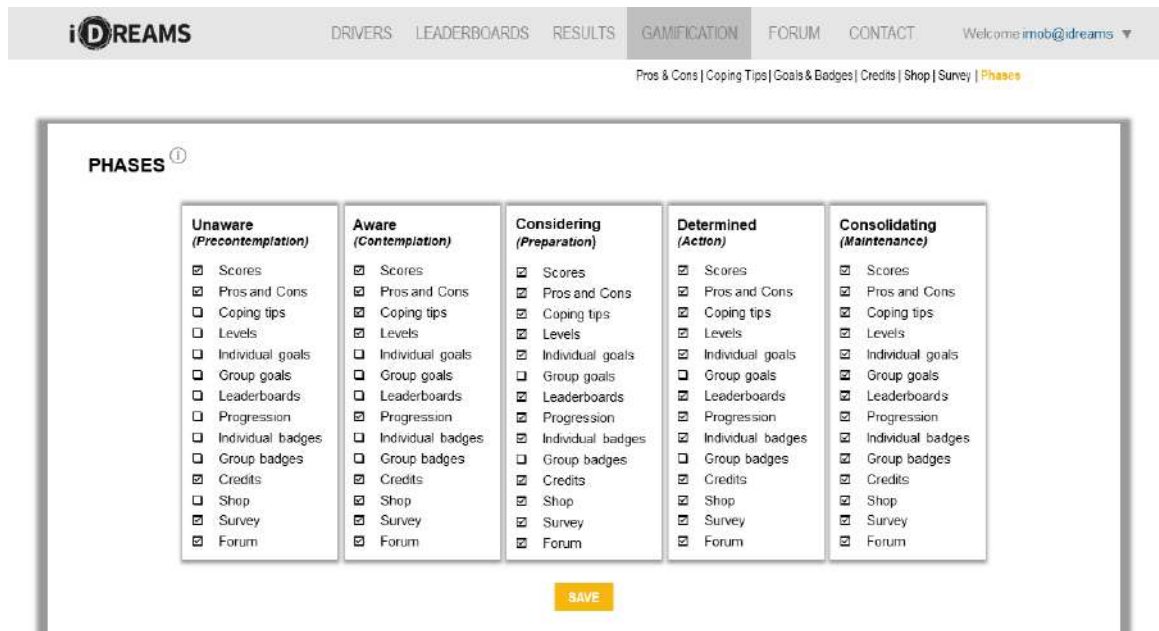 iDREAMS DRIVERS LEADERBOARDS RESULTS GAMIFICATION FORUM CONTACT Welcome imob@idreams ▼
Pros & Cons | Coping Tips | Goals & Badges | Credits | Shop | Survey | Phases
PHASES i
Unaware
(Precontemplation)
Scores
Pros and Cons
Coping tips
Levels
Individual goals
Group goals
Leaderboards
Progression
Individual badges
Group badges
Credits
Shop
Survey
Forum
Aware
(Contemplation)
Scores
Pros and Cons
Coping tips
Levels
Individual goals
Group goals
Leaderboards
Progression
Individual badges
Group badges
Credits
Shop
Survey
Forum
Considering
(Preparation)
Scores
Pros and Cons
Coping tips
Levels
Individual goals
Group goals
Leaderboards
Progression
Individual badges
Group badges
Credits
Shop
Survey
Forum
Determined
(Action)
Scores
Pros and Cons
Coping tips
Levels
Individual goals
Group goals
Leaderboards
Progression
Individual badges
Group badges
Credits
Shop
Survey
Forum
Consolidating
(Maintenance)
Scores
Pros and Cons
Coping tips
Levels
Individual goals
Group goals
Leaderboards
Progression
Individual badges
Group badges
Credits
Shop
Survey
Forum
SAVE